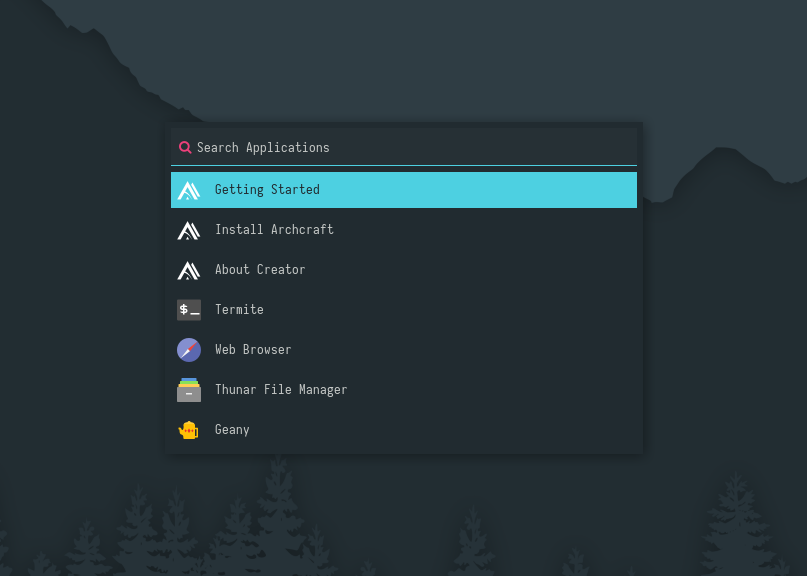 Search Applications
Getting Started
Install Archcraft
About Creator
$_ Termite
Web Browser
Thunar File Manager
Geany